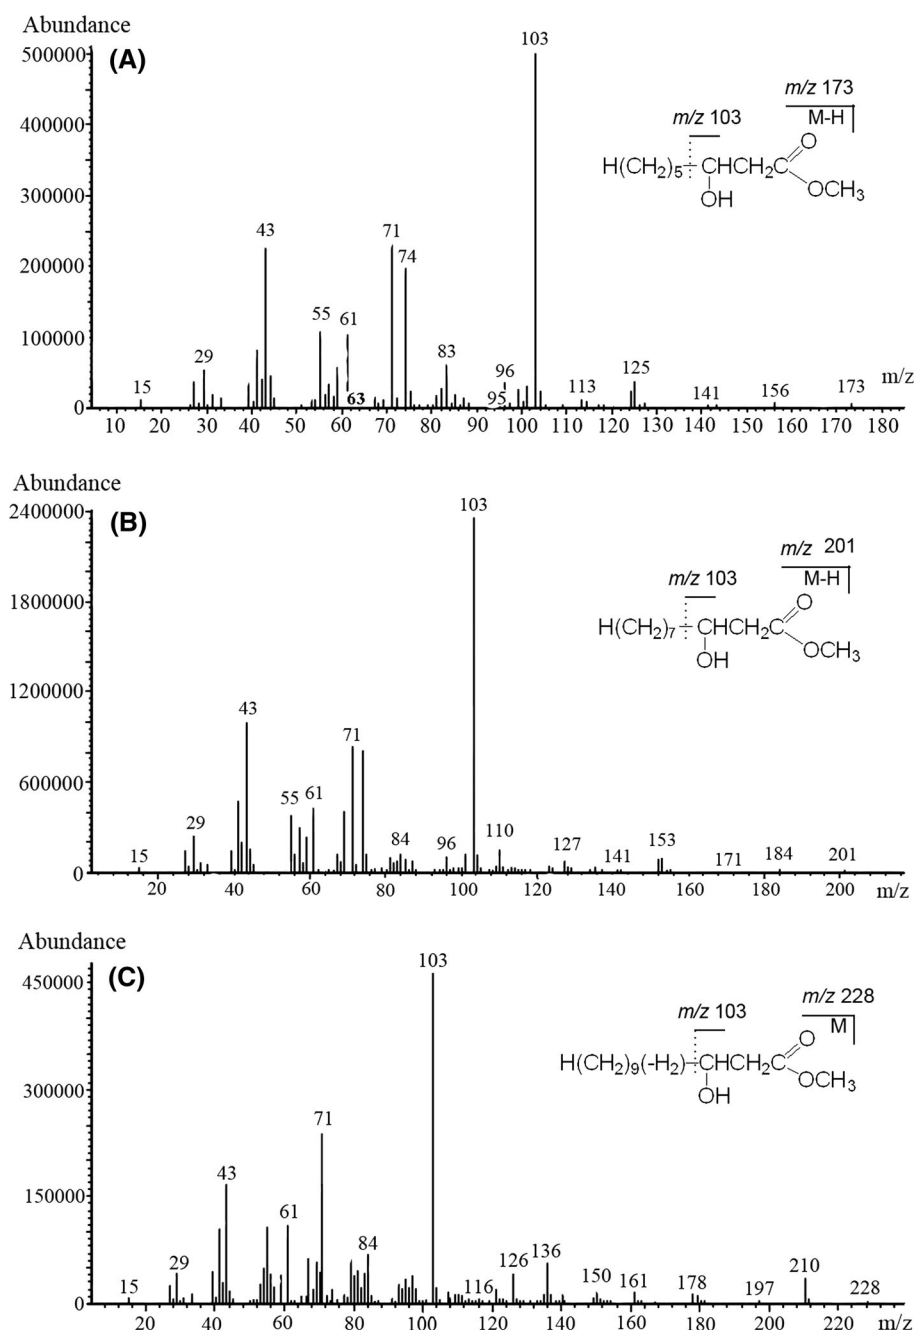 Abundance
(A)
500000
400000
300000
200000
100000
0
103
43
71
74
55
61
29
15
63
83
96
95
113
125
141
156
173
m/z
10 20 30 40 50 60 70 80 90 100 110 120 130 140 150 160 170 180
m/z 173
m/z 103
M-H
O
H(CH2)5 CHCH2C
OH
OCH3
Abundance
(B)
2400000
1800000
1200000
600000
0
103
43
71
55
61
29
15
84
96
110
127
141
153
171
184
201
20 40 60 80 100 120 140 160 180 200 m/z
m/z 201
m/z 103
M-H
O
H(CH2)7 CHCH2C
OH
OCH3
Abundance
(C)
450000
300000
150000
0
103
71
43
61
29
15
84
116
126
136
150
161
178
197
210
228
20 40 60 80 100 120 140 160 180 200 220 m/z
m/z 228
m/z 103
M
O
H(CH2)9(-H2) CHCH2C
OH
OCH3